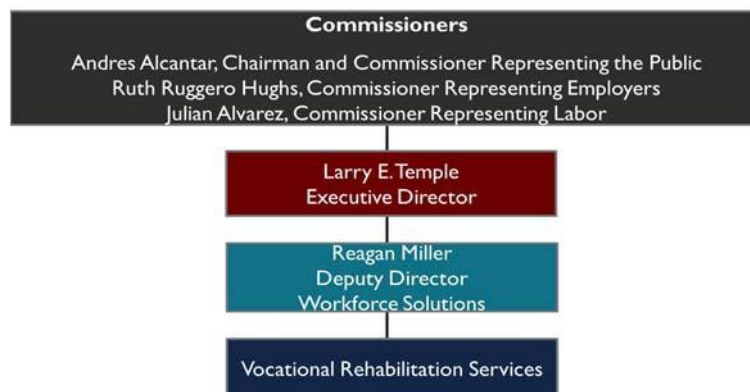 Commissioners
Andres Alcantar, Chairman and Commissioner Representing the Public
Ruth Ruggero Hughs, Commissioner Representing Employers
Julian Alvarez, Commissioner Representing Labor
Larry E. Temple
Executive Director
Reagan Miller
Deputy Director
Workforce Solutions
Vocational Rehabilitation Services